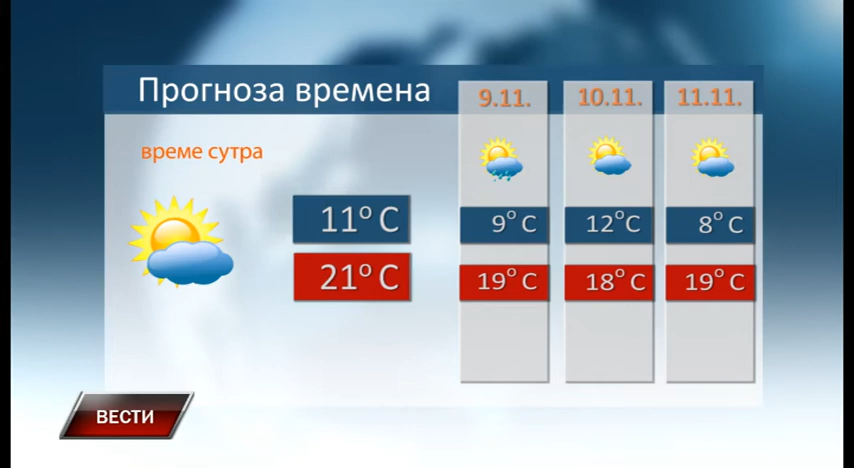 Прогноза времена
време сутра
11° C
21° C
9.11.
9° C
19° C
10.11.
12°C
18° C
11.11.
8° C
19° C
ВЕСТИ